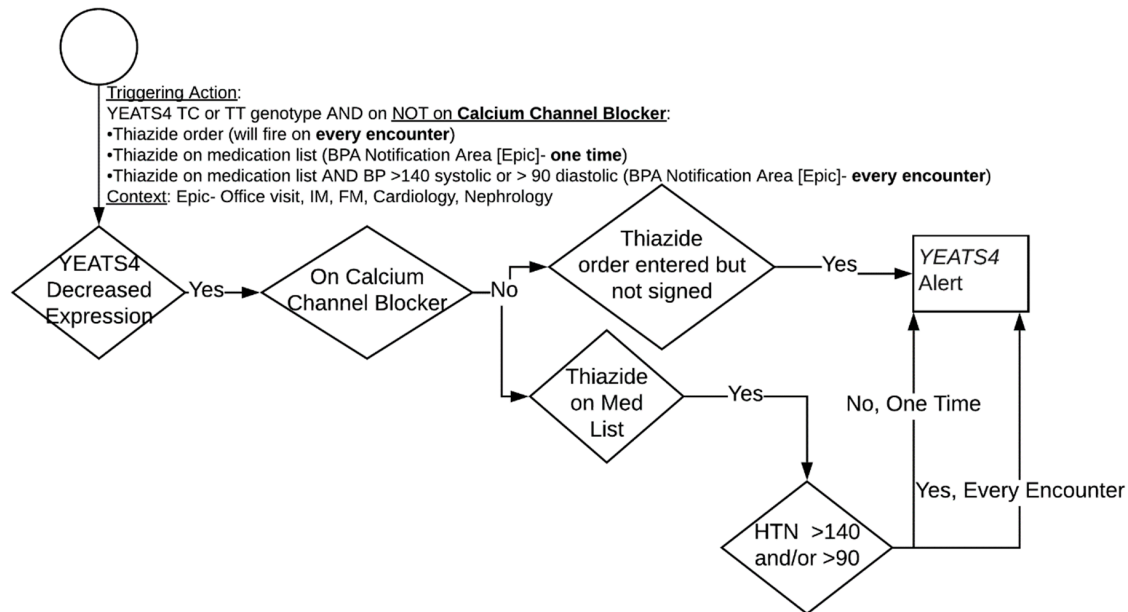 Triggering Action:
YEATS4 TC or TT genotype AND on NOT on Calcium Channel Blocker:
•Thiazide order (will fire on every encounter)
•Thiazide on medication list (BPA Notification Area [Epic]- one time)
•Thiazide on medication list AND BP >140 systolic or > 90 diastolic (BPA Notification Area [Epic]- every encounter)
Context: Epic- Office visit, IM, FM, Cardiology, Nephrology
YEATS4
Decreased
Expression
Yes
On Calcium
Channel Blocker
No
Thiazide
order entered but
not signed
Yes
YEATS4
Alert
Thiazide
on Med
List
Yes
No, One Time
Yes, Every Encounter
HTN >140
and/or >90